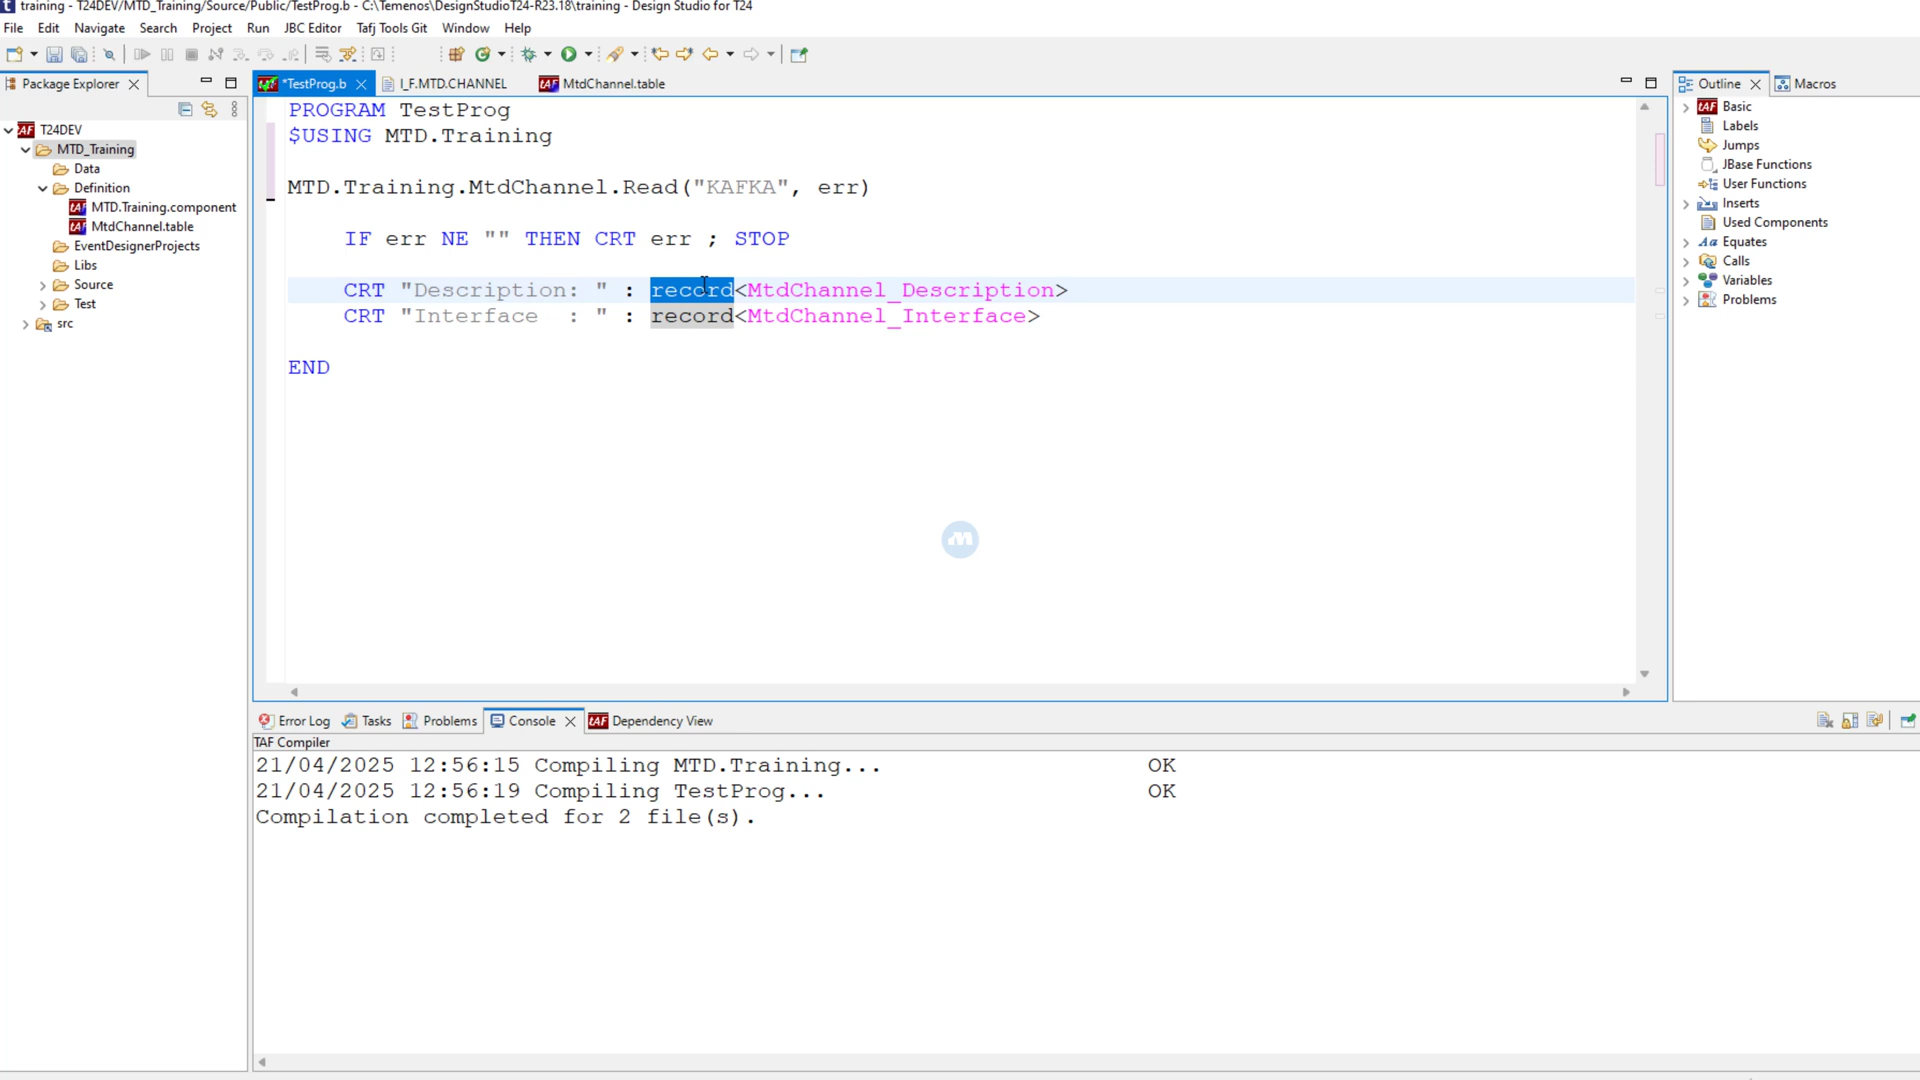 training - T24DEV/MTD_Training/Source/Public/TestProg.b - C:\Temenos\DesignStudioT24-R23.18\training - Design Studio for T24
File Edit Navigate Search Project Run JBC Editor Tafj Tools Git Window Help
Package Explorer
*TestProg.b
I_F.MTD.CHANNEL
MtdChannel.table
Outline
Macros
T24DEV
MTD_Training
Data
Definition
MTD.Training.component
MtdChannel.table
EventDesignerProjects
Libs
Source
Test
src
PROGRAM TestProg
$USING MTD.Training
MTD.Training.MtdChannel.Read("KAFKA", err)
IF err NE "" THEN CRT err ; STOP
CRT "Description: " : record<MtdChannel_Description>
CRT "Interface  : " : record<MtdChannel_Interface>
END
Basic
Labels
Jumps
JBase Functions
User Functions
Inserts
Used Components
Equates
Calls
Variables
Problems
Error Log
Tasks
Problems
Console
Dependency View
TAF Compiler
21/04/2025 12:56:15 Compiling MTD.Training... OK
21/04/2025 12:56:19 Compiling TestProg... OK
Compilation completed for 2 file(s).